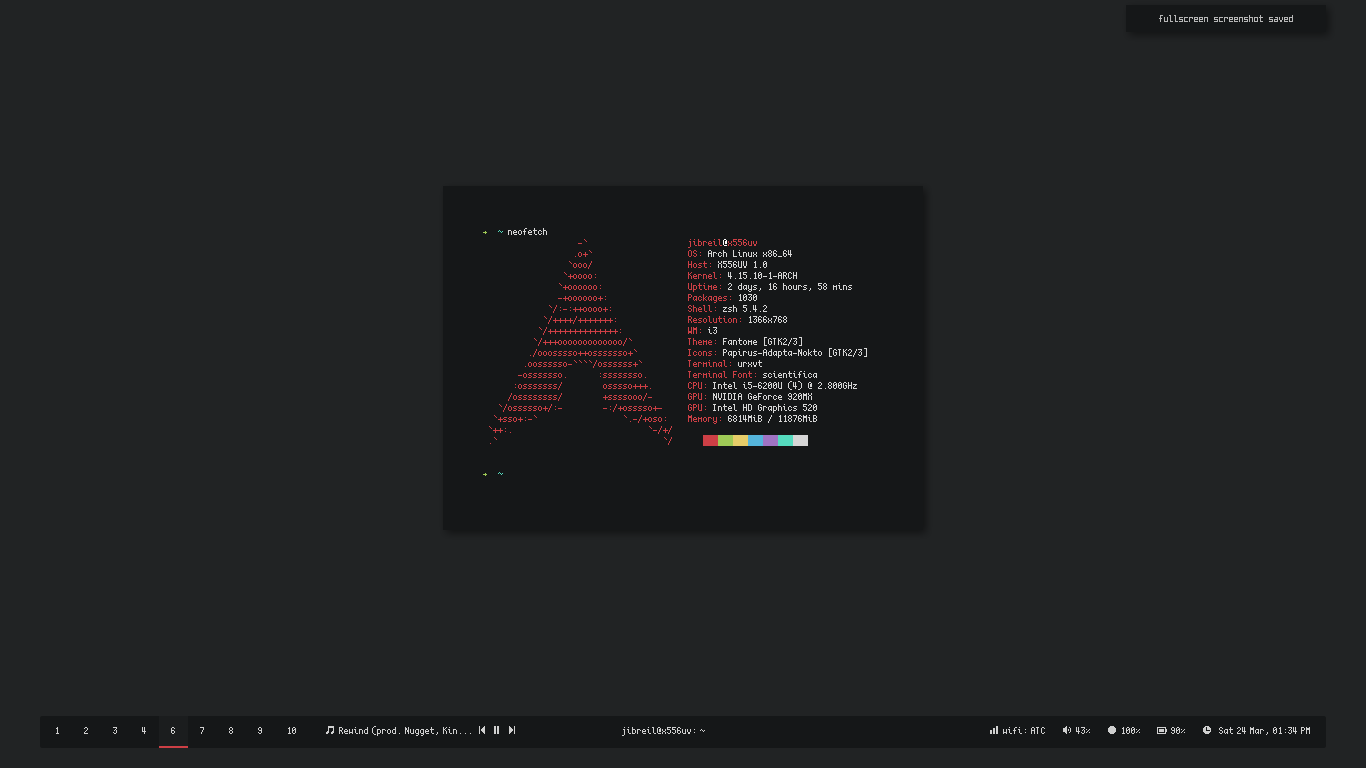 fullscreen screenshot saved
→ ~ neofetch
jibreil@x556uv
OS: Arch Linux x86_64
Host: X556UV 1.0
Kernel: 4.15.10-1-ARCH
Uptime: 2 days, 16 hours, 58 mins
Packages: 1030
Shell: zsh 5.4.2
Resolution: 1366x768
WM: i3
Theme: Fantome [GTK2/3]
Icons: Papirus-Adapta-Nokto [GTK2/3]
Terminal: urxvt
Terminal Font: scientifica
CPU: Intel i5-6200U (4) @ 2.800GHz
GPU: NVIDIA GeForce 920MX
GPU: Intel HD Graphics 520
Memory: 6814MiB / 11876MiB
→ ~
1 2 3 4 6 7 8 9 10 Rewind (prod. Nugget, Kin... jibreil@x556uv: ~ wifi: ATC 43% 100% 90% Sat 24 Mar, 01:34 PM